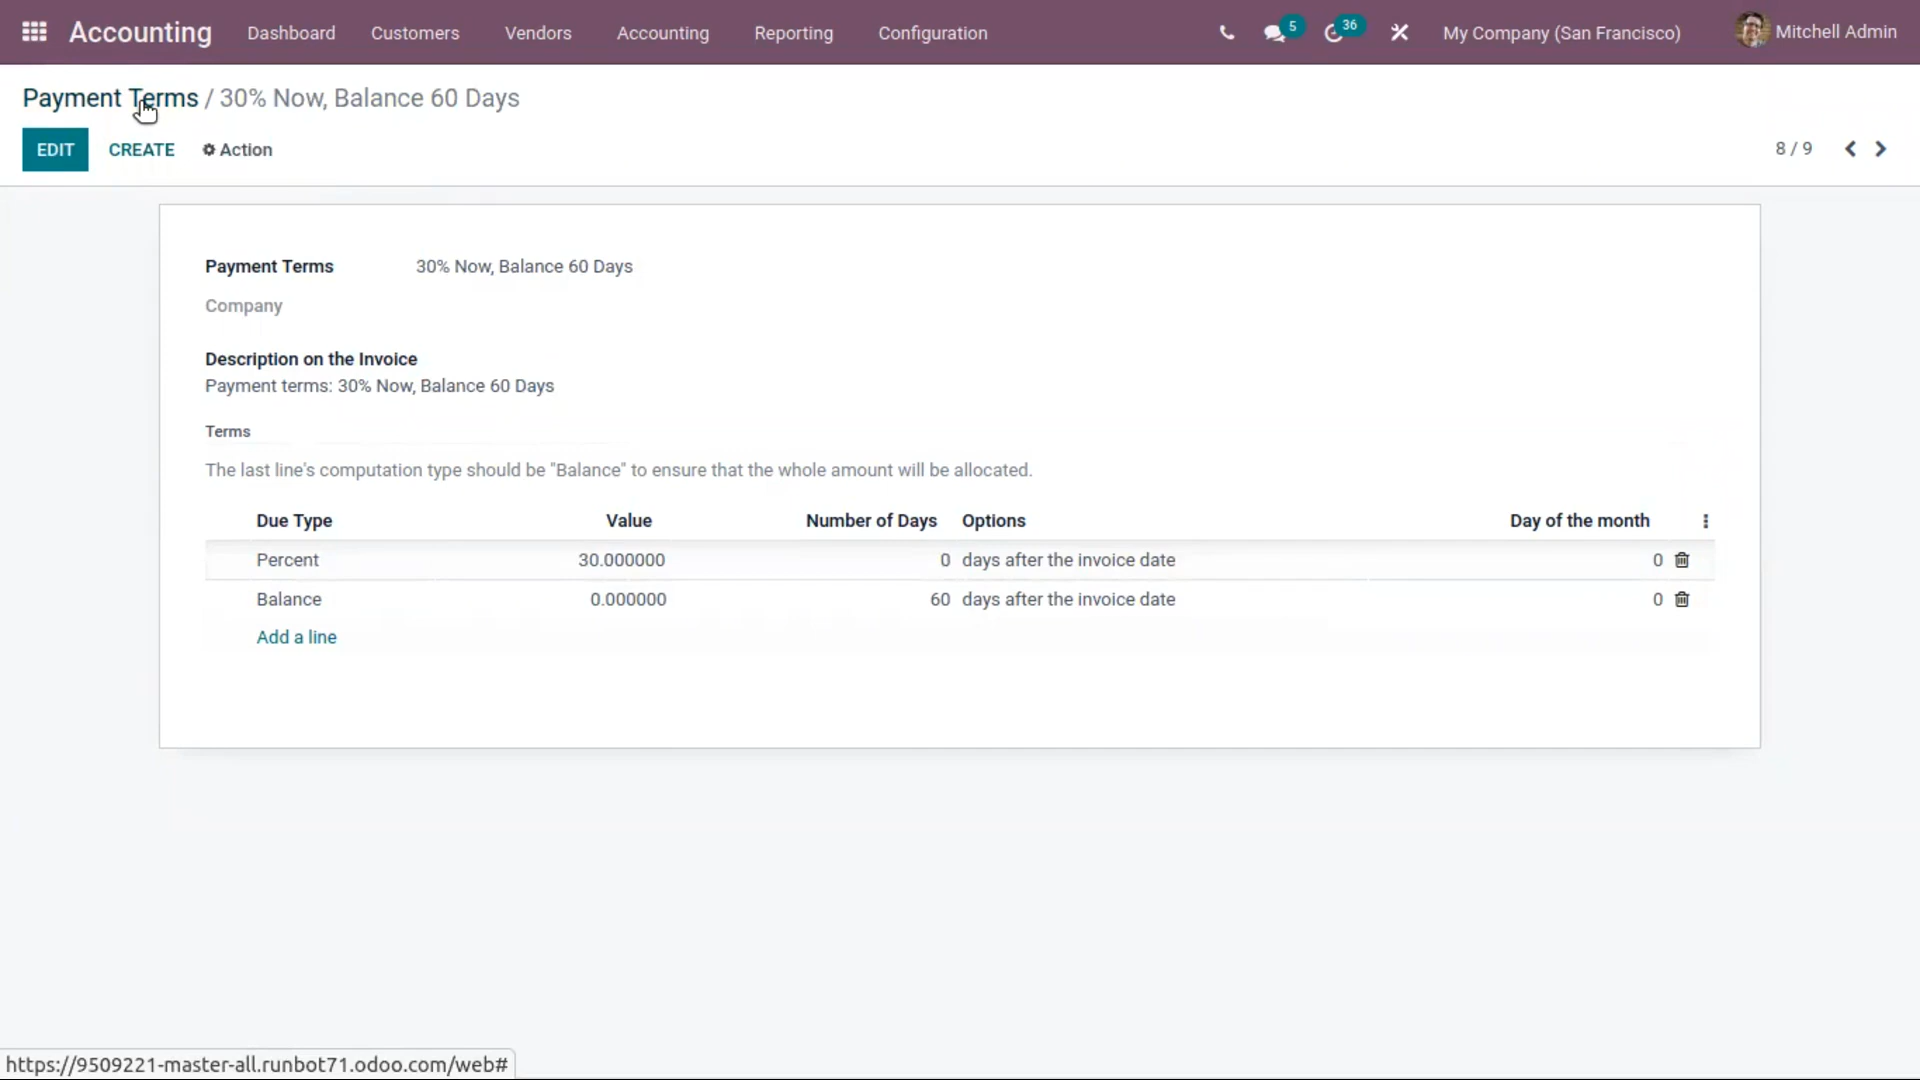 Accounting Dashboard Customers Vendors Accounting Reporting Configuration 5 36 My Company (San Francisco) Mitchell Admin
Payment Terms / 30% Now, Balance 60 Days
EDIT CREATE Action 8 / 9
Payment Terms 30% Now, Balance 60 Days
Company
Description on the Invoice
Payment terms: 30% Now, Balance 60 Days
Terms
The last line's computation type should be "Balance" to ensure that the whole amount will be allocated.
Due Type Value Number of Days Options Day of the month
Percent 30.000000 0 days after the invoice date 0
Balance 0.000000 60 days after the invoice date 0
Add a line
https://9509221-master-all.runbot71.odoo.com/web#